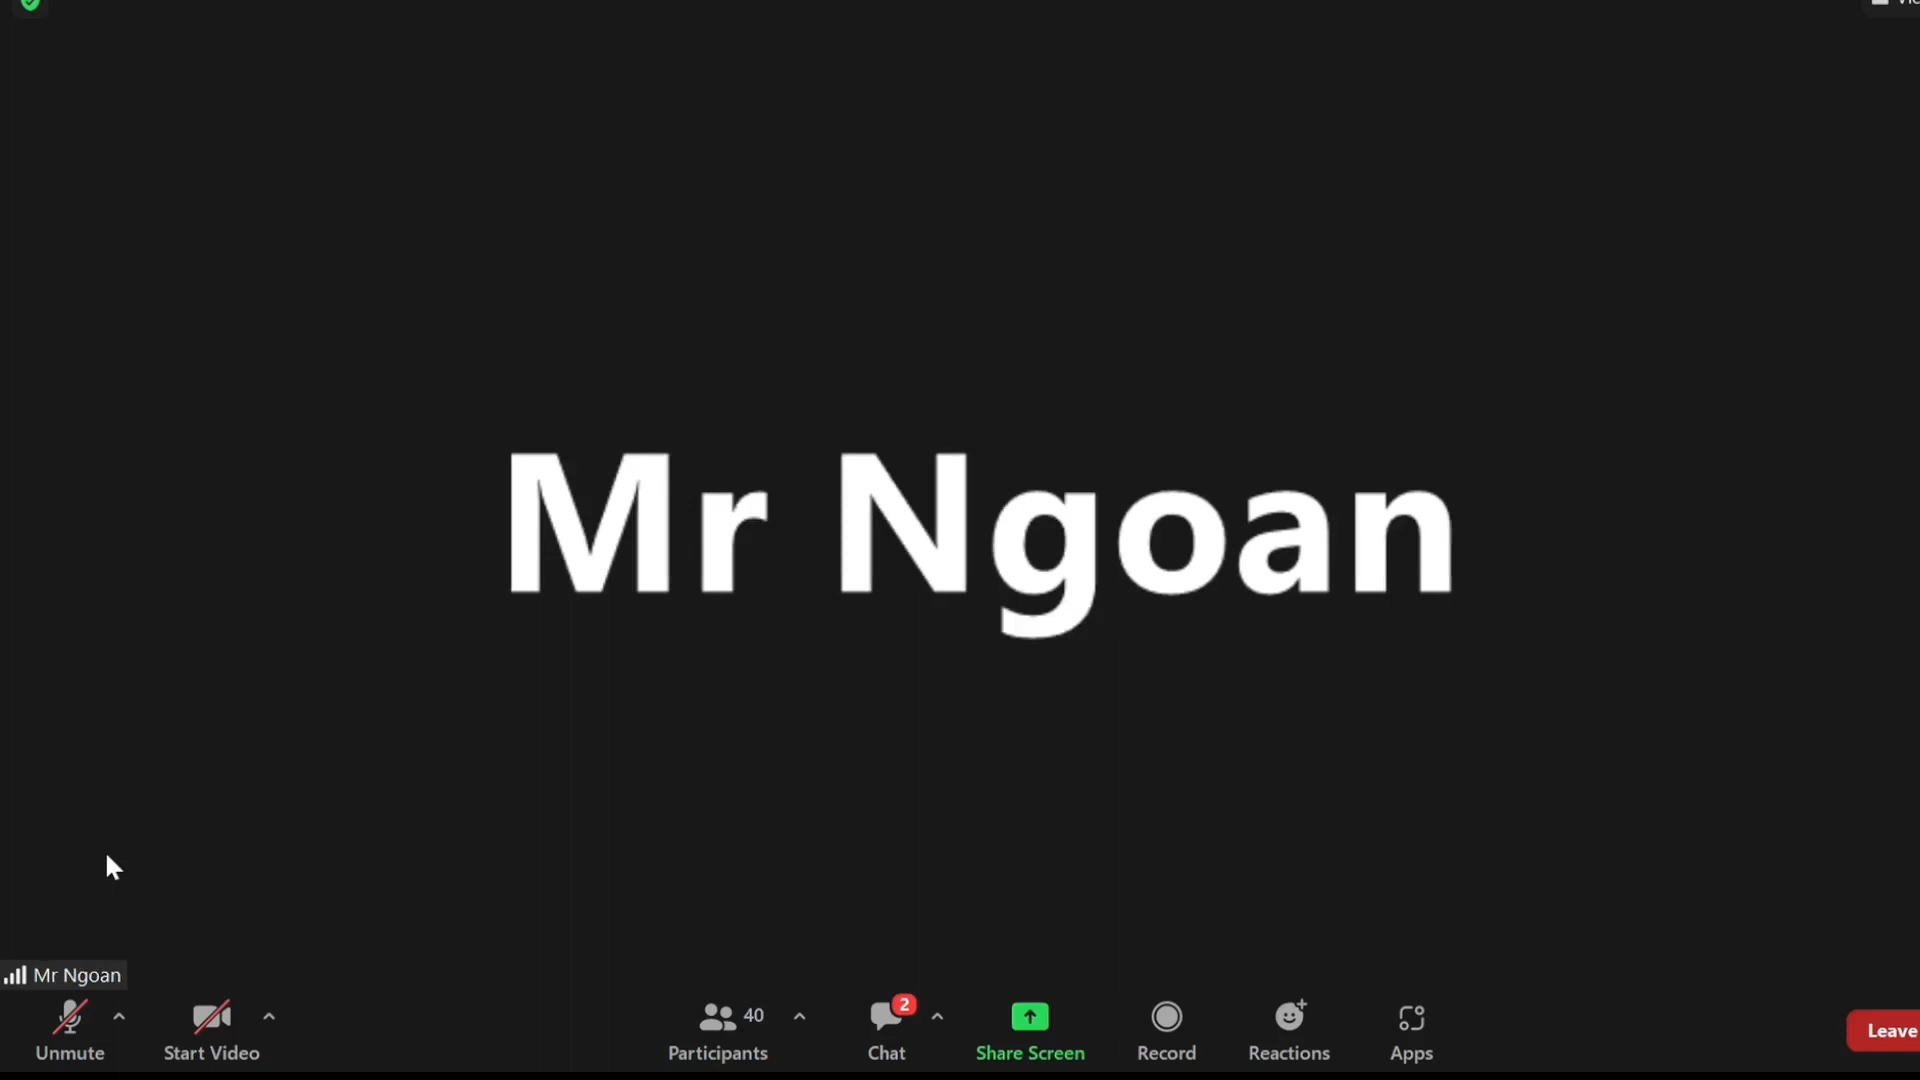 Mr Ngoan
Mr Ngoan
Unmute
Start Video
40
Participants
2
Chat
Share Screen
Record
Reactions
Apps
Leave